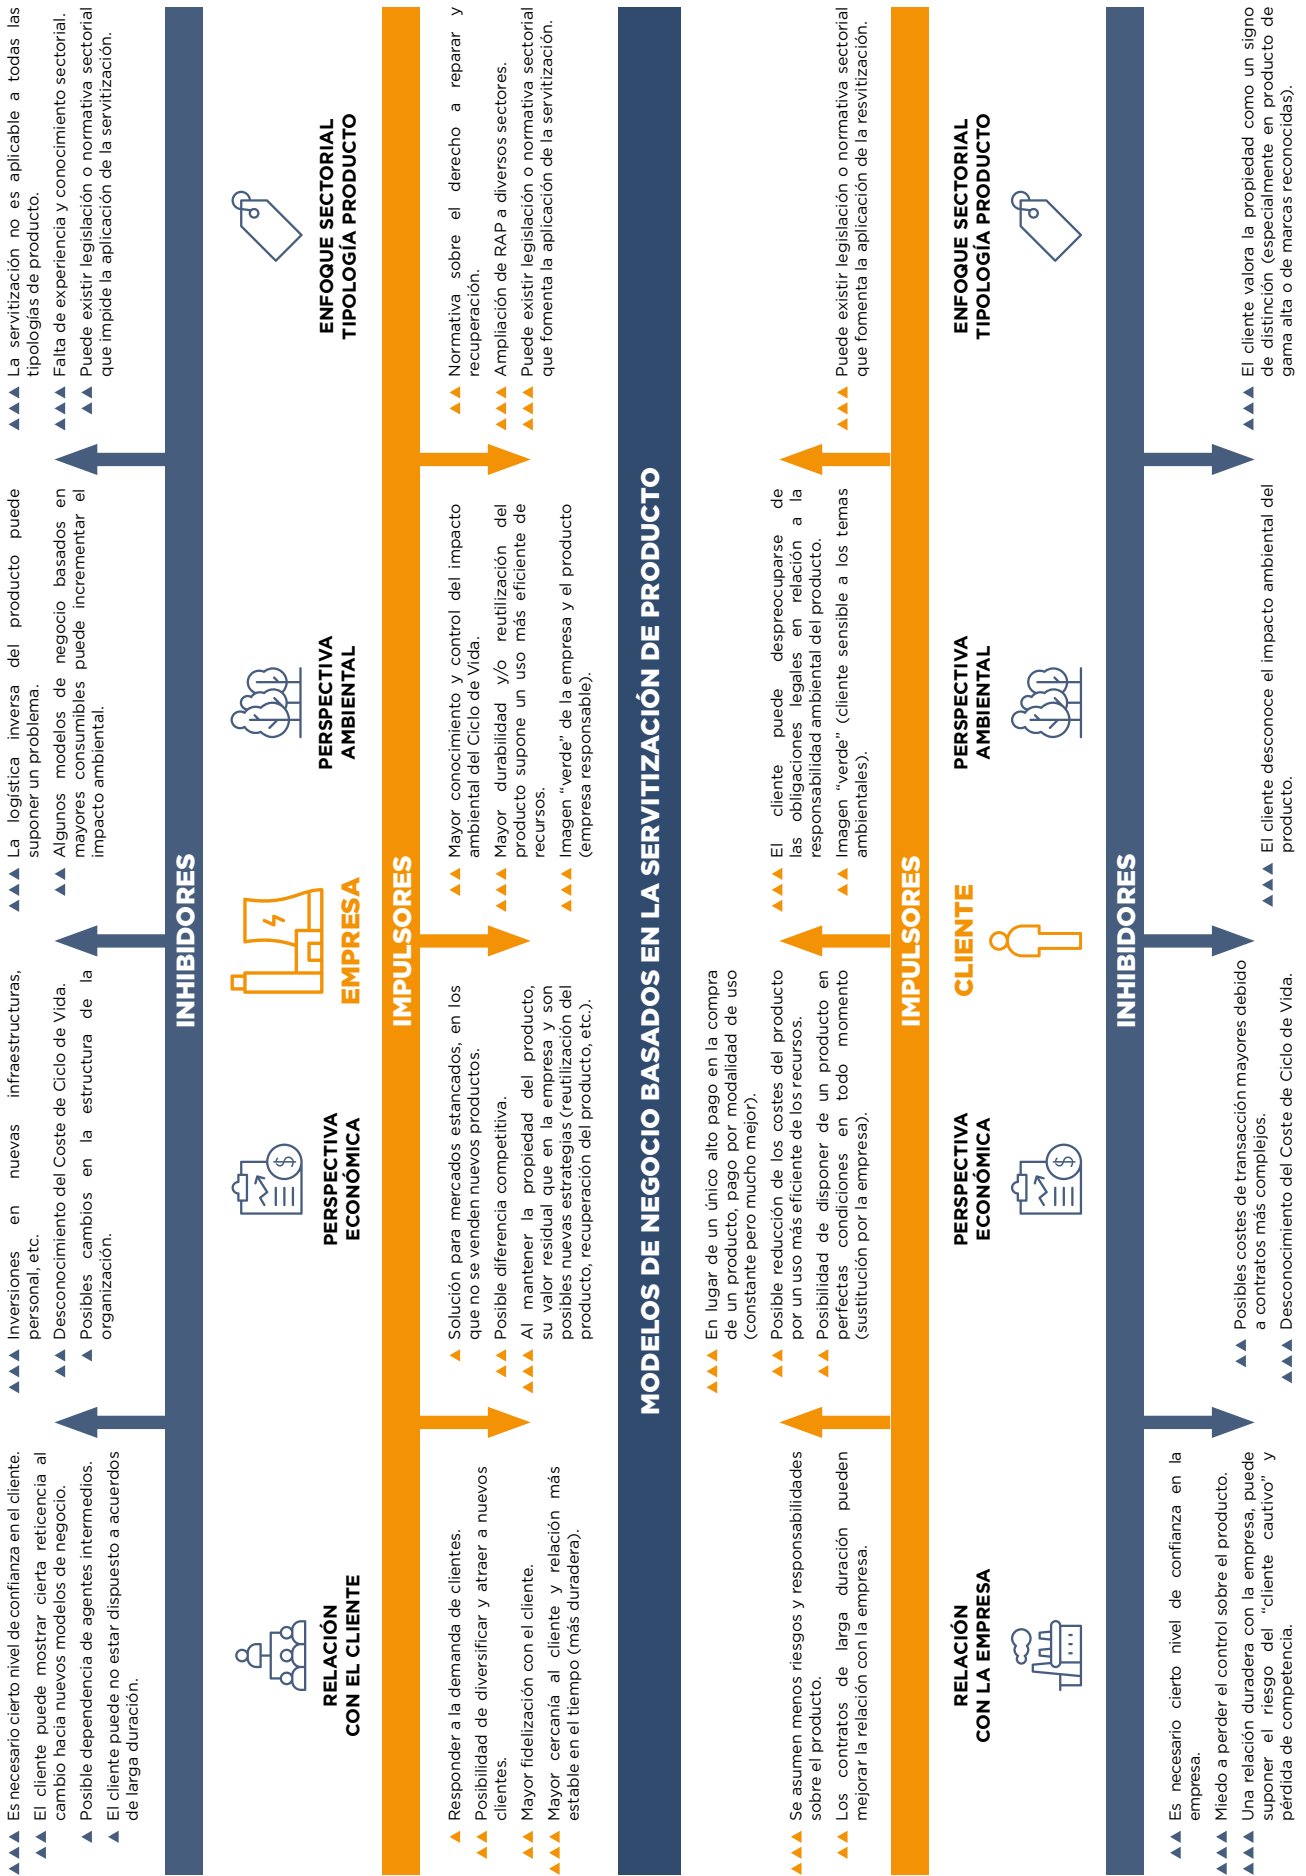 Es necesario cierto nivel de confianza en el cliente.
El cliente puede mostrar cierta reticencia al
cambio hacia nuevos modelos de negocio.
Posible dependencia de agentes intermedios.
El cliente puede no estar dispuesto a acuerdos
de larga duración.
Inversiones en nuevas infraestructuras,
personal, etc.
Desconocimiento del Coste de Ciclo de Vida.
Posibles cambios en la estructura de la
organización.
La logística inversa del producto puede
suponer un problema.
Algunos modelos de negocio basados en
mayores consumibles puede incrementar el
impacto ambiental.
La servitización no es aplicable a todas las
tipologías de producto.
Falta de experiencia y conocimiento sectorial.
Puede existir legislación o normativa sectorial
que impide la aplicación de la servitización.
INHIBIDORES
RELACIÓN
CON EL CLIENTE
PERSPECTIVA
ECONÓMICA
EMPRESA
PERSPECTIVA
AMBIENTAL
ENFOQUE SECTORIAL
TIPOLOGÍA PRODUCTO
IMPULSORES
Responder a la demanda de clientes.
Posibilidad de diversificar y atraer a nuevos
clientes.
Mayor fidelización con el cliente.
Mayor cercanía al cliente y relación más
estable en el tiempo (más duradera).
Solución para mercados estancados, en los
que no se venden nuevos productos.
Posible diferencia competitiva.
Al mantener la propiedad del producto,
su valor residual que en la empresa y son
posibles nuevas estrategias (reutilización del
producto, recuperación del producto, etc.).
Mayor conocimiento y control del impacto
ambiental del Ciclo de Vida.
Mayor durabilidad y/o reutilización del
producto supone un uso más eficiente de
recursos.
Imagen “verde” de la empresa y el producto
(empresa responsable).
Normativa sobre el derecho a reparar y
recuperación.
Ampliación de RAP a diversos sectores.
Puede existir legislación o normativa sectorial
que fomenta la aplicación de la servitización.
MODELOS DE NEGOCIO BASADOS EN LA SERVITIZACIÓN DE PRODUCTO
Se asumen menos riesgos y responsabilidades
sobre el producto.
Los contratos de larga duración pueden
mejorar la relación con la empresa.
En lugar de un único alto pago en la compra
de un producto, pago por modalidad de uso
(constante pero mucho mejor).
Posible reducción de los costes del producto
por un uso más eficiente de los recursos.
Posibilidad de disponer de un producto en
perfectas condiciones en todo momento
(sustitución por la empresa).
El cliente puede despreocuparse de
las obligaciones legales en relación a la
responsabilidad ambiental del producto.
Imagen “verde” (cliente sensible a los temas
ambientales).
Puede existir legislación o normativa sectorial
que fomenta la aplicación de la resvitización.
IMPULSORES
RELACIÓN
CON LA EMPRESA
PERSPECTIVA
ECONÓMICA
CLIENTE
PERSPECTIVA
AMBIENTAL
ENFOQUE SECTORIAL
TIPOLOGÍA PRODUCTO
INHIBIDORES
Es necesario cierto nivel de confianza en la
empresa.
Miedo a perder el control sobre el producto.
Una relación duradera con la empresa, puede
suponer el riesgo del “cliente cautivo” y
pérdida de competencia.
Posibles costes de transacción mayores debido
a contratos más complejos.
Desconocimiento del Coste de Ciclo de Vida.
El cliente desconoce el impacto ambiental del
producto.
El cliente valora la propiedad como un signo
de distinción (especialmente en producto de
gama alta o de marcas reconocidas).